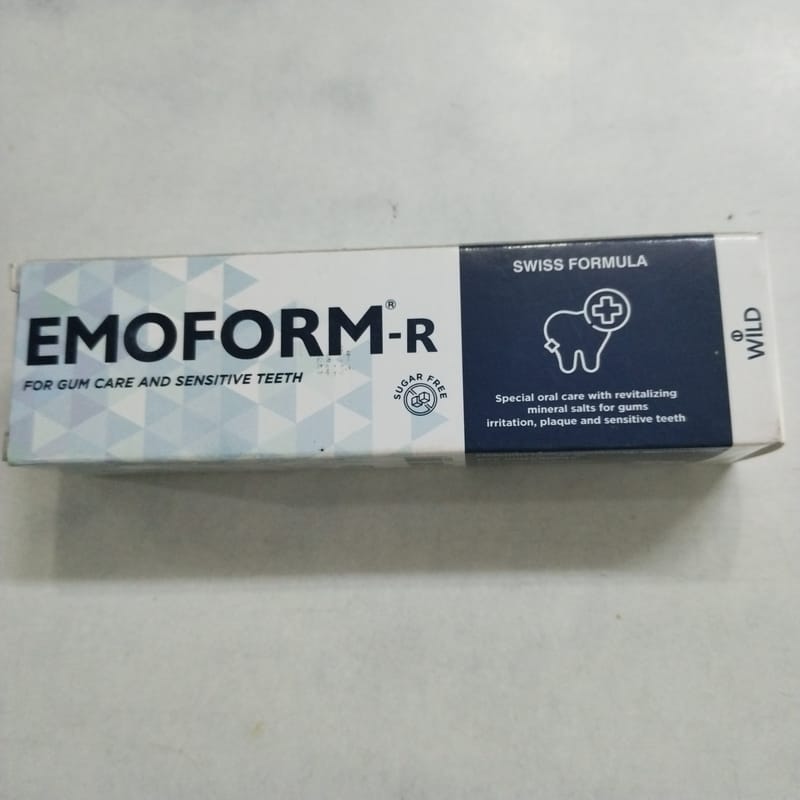 EMOFORM®-R
FOR GUM CARE AND SENSITIVE TEETH
SUGAR FREE
SWISS FORMULA
Special oral care with revitalizing
mineral salts for gums
irritation, plaque and sensitive teeth
WILD